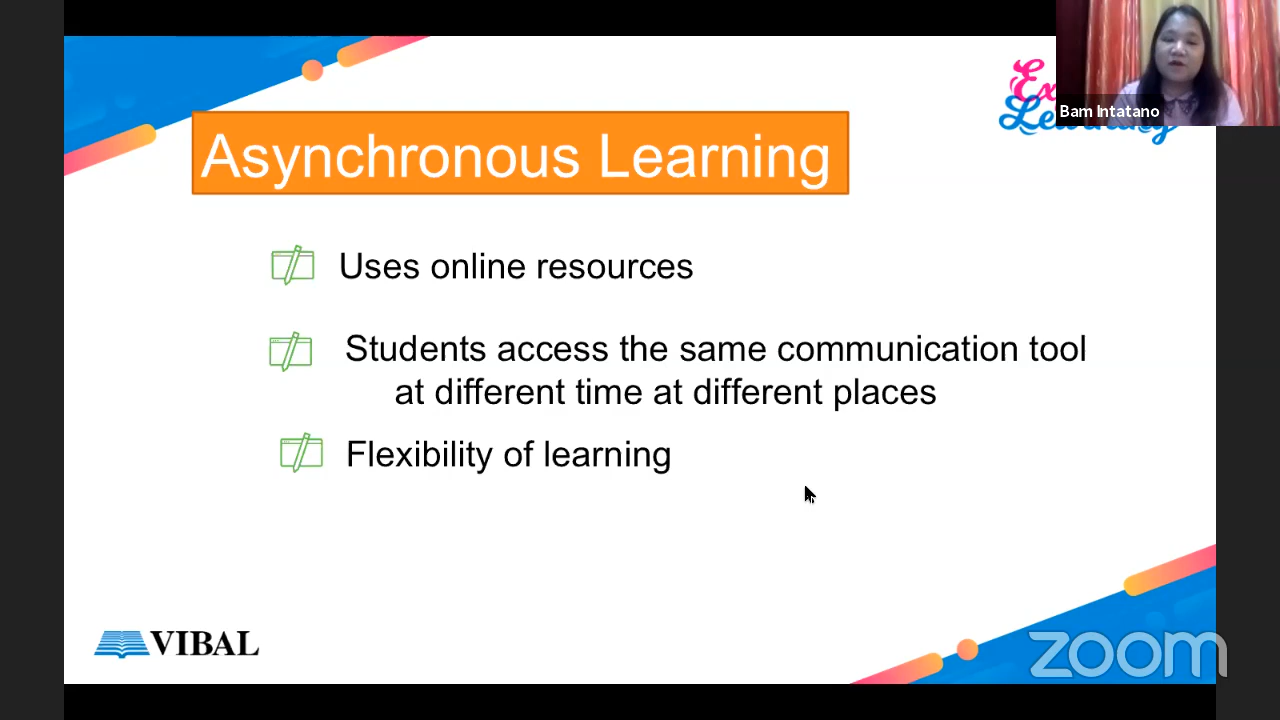 Bam Intatano
Asynchronous Learning
Uses online resources
Students access the same communication tool
at different time at different places
Flexibility of learning
VIBAL
zoom